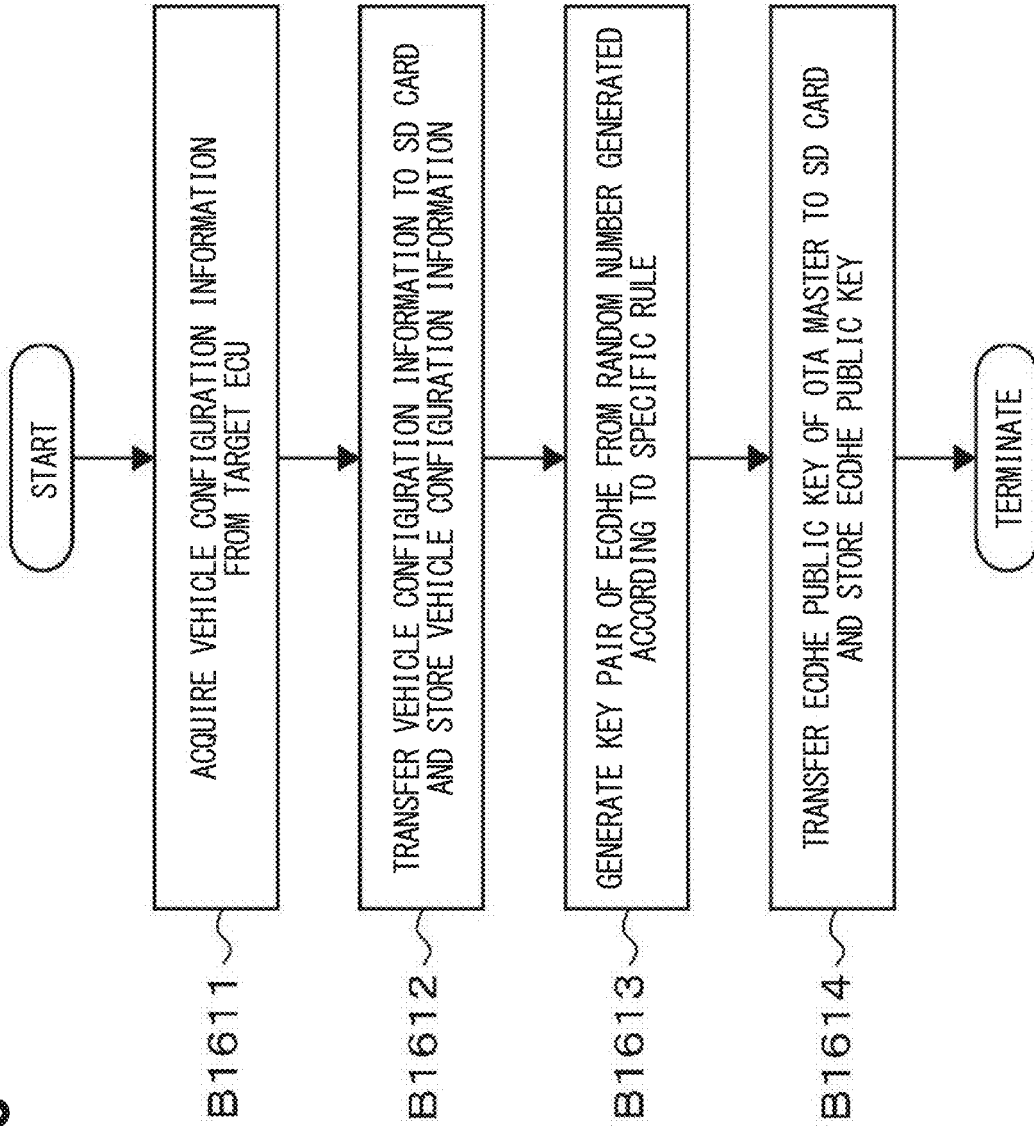 START
B1611
ACQUIRE VEHICLE CONFIGURATION INFORMATION
FROM TARGET ECU
B1612
TRANSFER VEHICLE CONFIGURATION INFORMATION TO SD CARD
AND STORE VEHICLE CONFIGURATION INFORMATION
B1613
GENERATE KEY PAIR OF ECDHE FROM RANDOM NUMBER GENERATED
ACCORDING TO SPECIFIC RULE
B1614
TRANSFER ECDHE PUBLIC KEY OF OTA MASTER TO SD CARD
AND STORE ECDHE PUBLIC KEY
TERMINATE